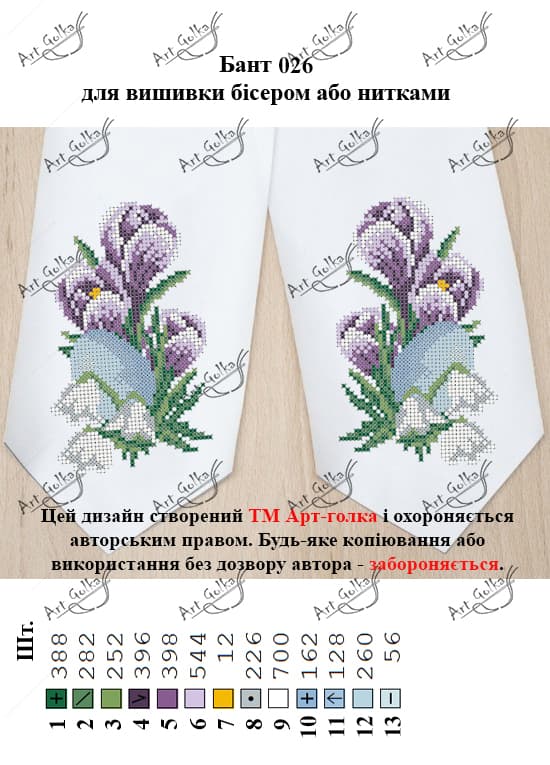 Бант 026
для вишивки бісером або нитками
Art Golka
Цей дизайн створений ТМ Арт-голка і охороняється
авторським правом. Будь-яке копіювання або
використання без дозвору автора - забороняється.
Шт.
1 388
2 282
3 252
4 396
5 398
6 544
7 12
8 226
9 700
10 162
11 128
12 260
13 56